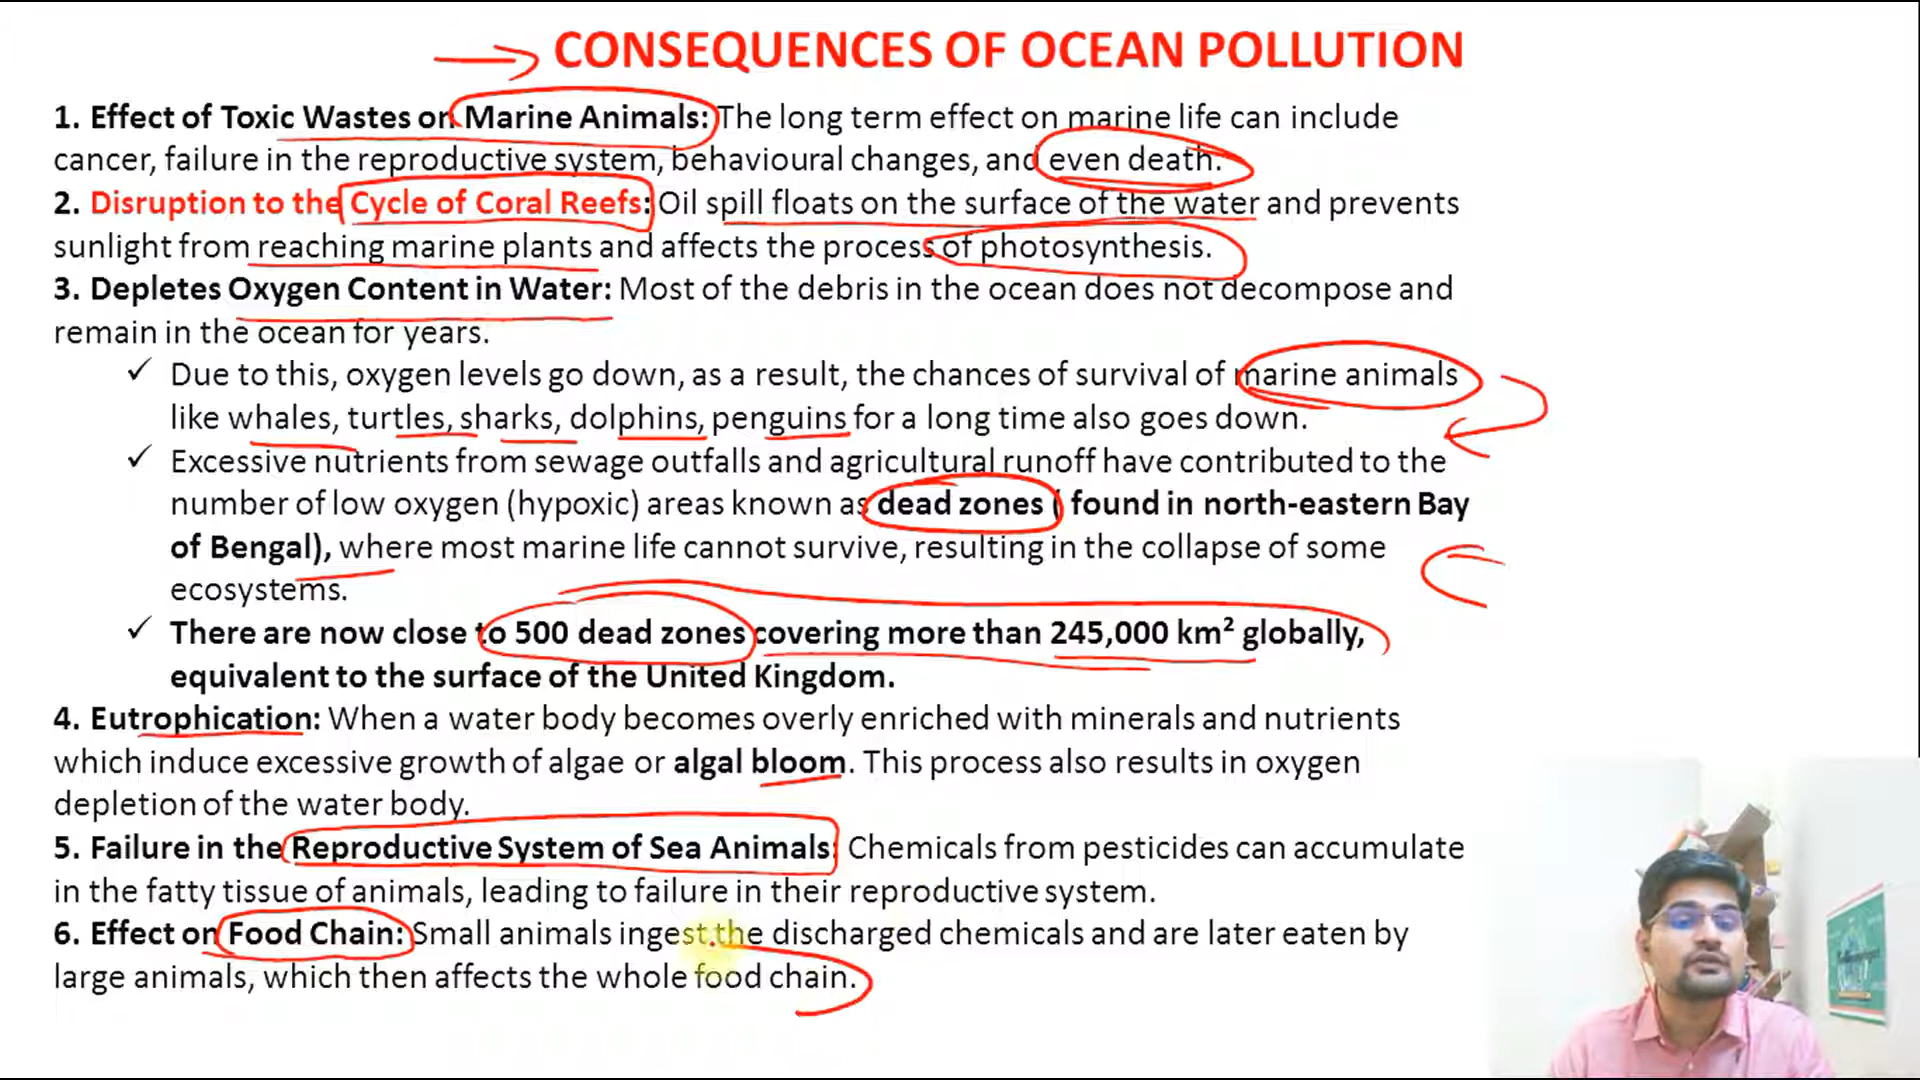 CONSEQUENCES OF OCEAN POLLUTION
1. Effect of Toxic Wastes on Marine Animals: The long term effect on marine life can include
cancer, failure in the reproductive system, behavioural changes, and even death.
2. Disruption to the Cycle of Coral Reefs: Oil spill floats on the surface of the water and prevents
sunlight from reaching marine plants and affects the process of photosynthesis.
3. Depletes Oxygen Content in Water: Most of the debris in the ocean does not decompose and
remain in the ocean for years.
✓ Due to this, oxygen levels go down, as a result, the chances of survival of marine animals
like whales, turtles, sharks, dolphins, penguins for a long time also goes down.
✓ Excessive nutrients from sewage outfalls and agricultural runoff have contributed to the
number of low oxygen (hypoxic) areas known as dead zones ( found in north-eastern Bay
of Bengal), where most marine life cannot survive, resulting in the collapse of some
ecosystems.
✓ There are now close to 500 dead zones covering more than 245,000 km² globally,
equivalent to the surface of the United Kingdom.
4. Eutrophication: When a water body becomes overly enriched with minerals and nutrients
which induce excessive growth of algae or algal bloom. This process also results in oxygen
depletion of the water body.
5. Failure in the Reproductive System of Sea Animals: Chemicals from pesticides can accumulate
in the fatty tissue of animals, leading to failure in their reproductive system.
6. Effect on Food Chain: Small animals ingest the discharged chemicals and are later eaten by
large animals, which then affects the whole food chain.